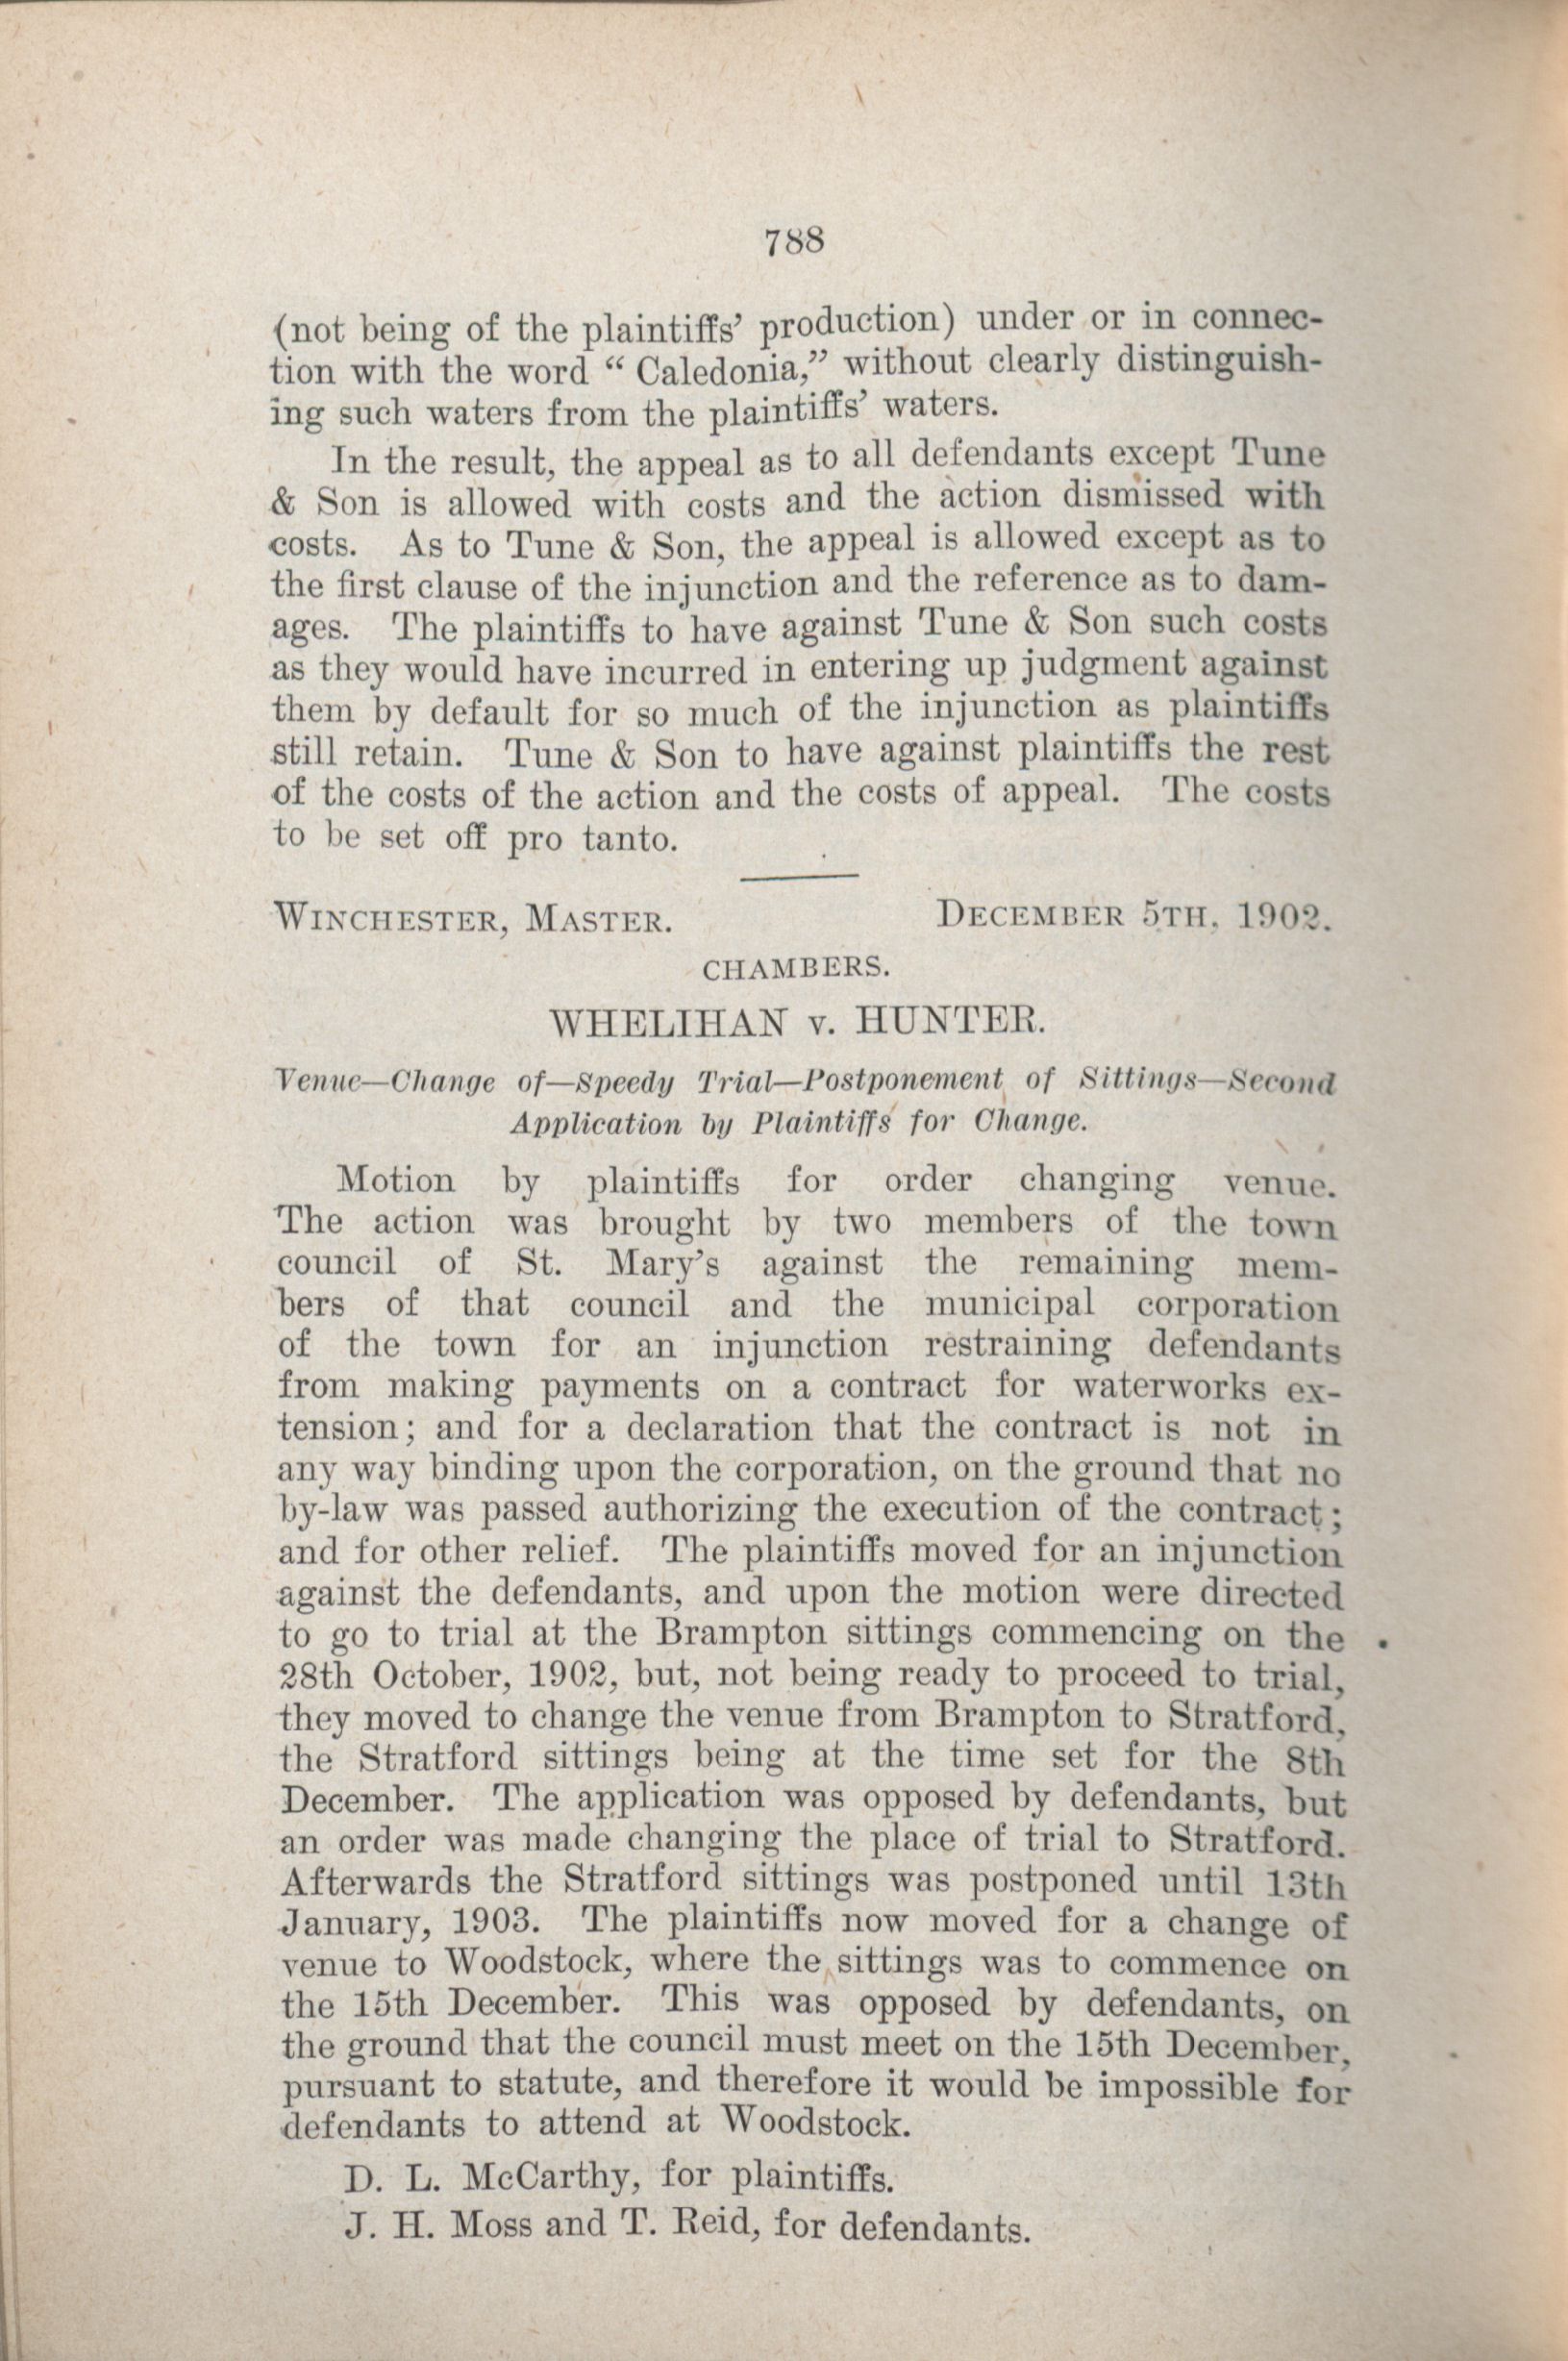 788
(not being of the plaintiffs' production) under or in connec-
tion with the word " Caledonia," without clearly distinguish-
ing such waters from the plaintiffs' waters.
In the result, the appeal as to all defendants except Tune
& Son is allowed with costs and the action dismissed with
costs. As to Tune & Son, the appeal is allowed except as to
the first clause of the injunction and the reference as to dam-
ages. The plaintiffs to have against Tune & Son such costs
as they would have incurred in entering up judgment against
them by default for so much of the injunction as plaintiffs
still retain. Tune & Son to have against plaintiffs the rest
of the costs of the action and the costs of appeal. The costs
to be set off pro tanto.
WINCHESTER, MASTER. DECEMBER 5TH, 1902.
CHAMBERS.
WHELIHAN v. HUNTER.
Venue—Change of—Speedy Trial—Postponement of Sittings—Second
Application by Plaintiffs for Change.
Motion by plaintiffs for order changing venue.
The action was brought by two members of the town
council of St. Mary's against the remaining mem-
bers of that council and the municipal corporation
of the town for an injunction restraining defendants
from making payments on a contract for waterworks ex-
tension; and for a declaration that the contract is not in
any way binding upon the corporation, on the ground that no
by-law was passed authorizing the execution of the contract;
and for other relief. The plaintiffs moved for an injunction
against the defendants, and upon the motion were directed
to go to trial at the Brampton sittings commencing on the
28th October, 1902, but, not being ready to proceed to trial,
they moved to change the venue from Brampton to Stratford,
the Stratford sittings being at the time set for the 8th
December. The application was opposed by defendants, but
an order was made changing the place of trial to Stratford.
Afterwards the Stratford sittings was postponed until 13th
January, 1903. The plaintiffs now moved for a change of
venue to Woodstock, where the sittings was to commence on
the 15th December. This was opposed by defendants, on
the ground that the council must meet on the 15th December,
pursuant to statute, and therefore it would be impossible for
defendants to attend at Woodstock.
D. L. McCarthy, for plaintiffs.
J. H. Moss and T. Reid, for defendants.